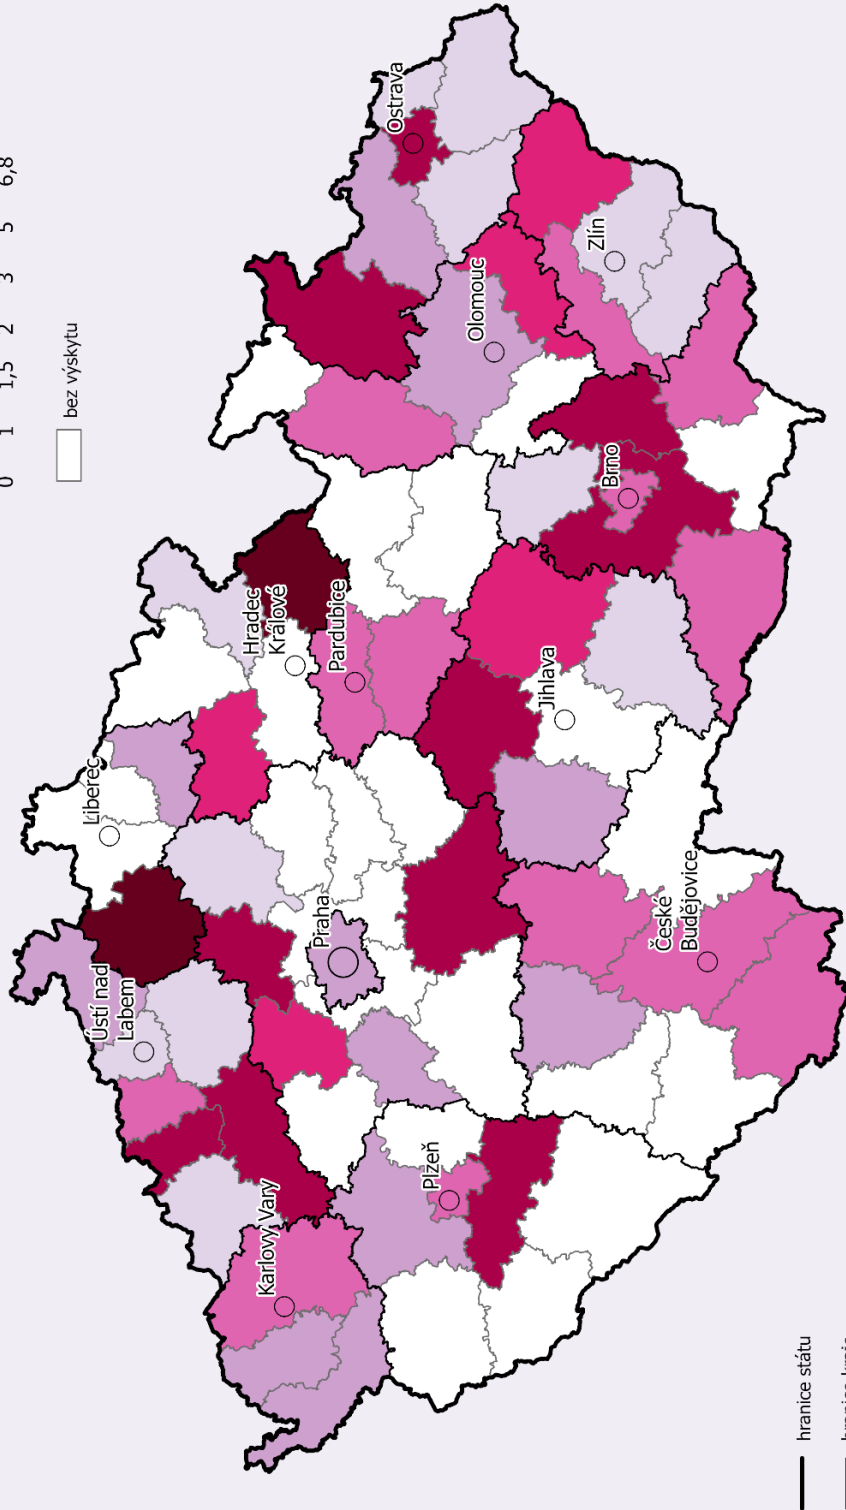 0 1 1,5 2 3 5 6,8
bez výskytu
Liberec
Ústí nad
Labem
Karlovy Vary
Hradec
Králové
Praha
Pardubice
Plzeň
Ostrava
Olomouc
Jihlava
Brno
Zlín
České
Budějovice
hranice státu